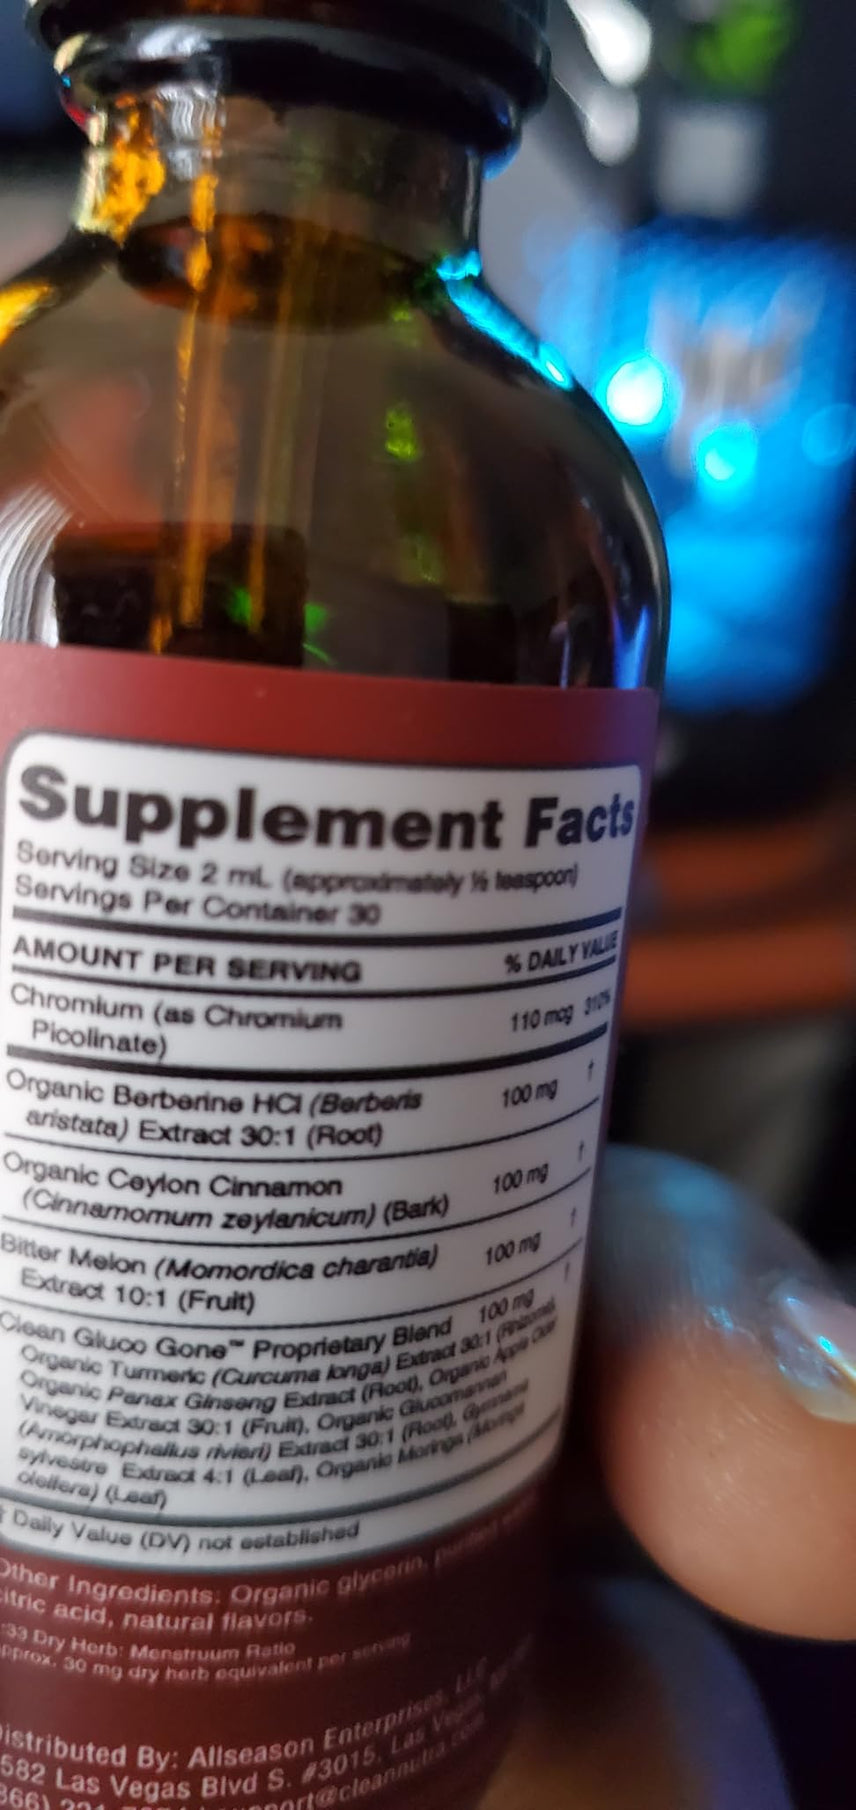 Supplement Facts
Serving Size 2 mL (approximately ½ teaspoon)
Servings Per Container 30
AMOUNT PER SERVING % DAILY VALUE
Chromium (as Chromium 110 mcg 310%
Picolinate)
Organic Berberine HCl (Berberis 100 mg †
aristata) Extract 30:1 (Root)
Organic Ceylon Cinnamon 100 mg †
(Cinnamomum zeylanicum) (Bark)
Bitter Melon (Momordica charantia) 100 mg †
Extract 10:1 (Fruit)
Clean Gluco Gone™ Proprietary Blend 100 mg †
Organic Turmeric (Curcuma longa) Extract 30:1 (Rhizome),
Organic Panax Ginseng Extract (Root), Organic Apple Cider
Vinegar Extract 30:1 (Fruit), Organic Glucomannan
(Amorphophallus rivieri) Extract 30:1 (Root), Gymnema
sylvestre Extract 4:1 (Leaf), Organic Moringa (Moringa
oleifera) (Leaf)
Daily Value (DV) not established
Other Ingredients: Organic glycerin, purified
citric acid, natural flavors.
:33 Dry Herb: Menstruum Ratio
approx. 30 mg dry herb equivalent per serving
Distributed By: Allseason Enterprises, LLC
582 Las Vegas Blvd S. #3015, Las Vegas
support@cleannutra.com